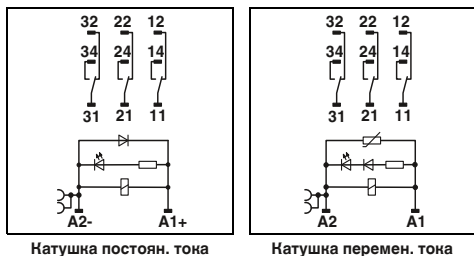 32 22 12
34 24 14
31 21 11
A2- A1+
Катушка постоян. тока
32 22 12
34 24 14
31 21 11
A2 A1
Катушка перемен. тока